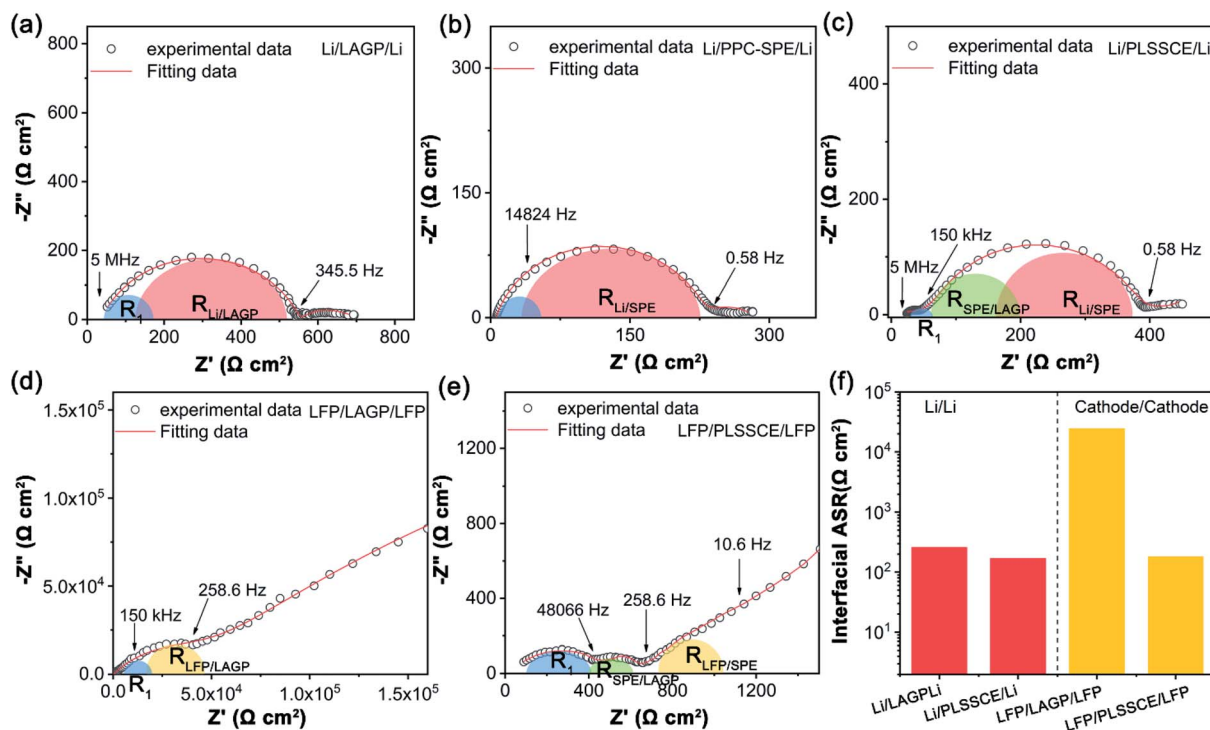 (a)
experimental data Li/LAGP/Li
Fitting data
800
600
400
200
0
-Z'' (Ω cm²)
5 MHz
345.5 Hz
R₁
R_Li/LAGP
0 200 400 600 800
Z' (Ω cm²)
(b)
experimental data
Li/PPC-SPE/Li
Fitting data
300
150
0
-Z'' (Ω cm²)
14824 Hz
0.58 Hz
R_Li/SPE
0 150 300
Z' (Ω cm²)
(c)
experimental data Li/PLSSCE/Li
Fitting data
400
200
0
-Z'' (Ω cm²)
150 kHz
5 MHz
0.58 Hz
R_SPE/LAGP
R_Li/SPE
R₁
0 200 400
Z' (Ω cm²)
(d)
experimental data LFP/LAGP/LFP
Fitting data
1.5x10⁵
1.0x10⁵
5.0x10⁴
0.0
-Z'' (Ω cm²)
150 kHz
258.6 Hz
R_LFP/LAGP
R₁
0.0 5.0x10⁴ 1.0x10⁵ 1.5x10⁵
Z' (Ω cm²)
(e)
experimental data
Fitting data LFP/PLSSCE/LFP
1200
800
400
0
-Z'' (Ω cm²)
10.6 Hz
48066 Hz
258.6 Hz
R₁
R_SPE/LAGP
R_LFP/SPE
0 400 800 1200
Z' (Ω cm²)
(f)
Li/Li
Cathode/Cathode
10⁵
10⁴
10³
10²
10¹
Interfacial ASR(Ω cm²)
Li/LAGPLi
Li/PLSSCE/Li
LFP/LAGP/LFP
LFP/PLSSCE/LFP